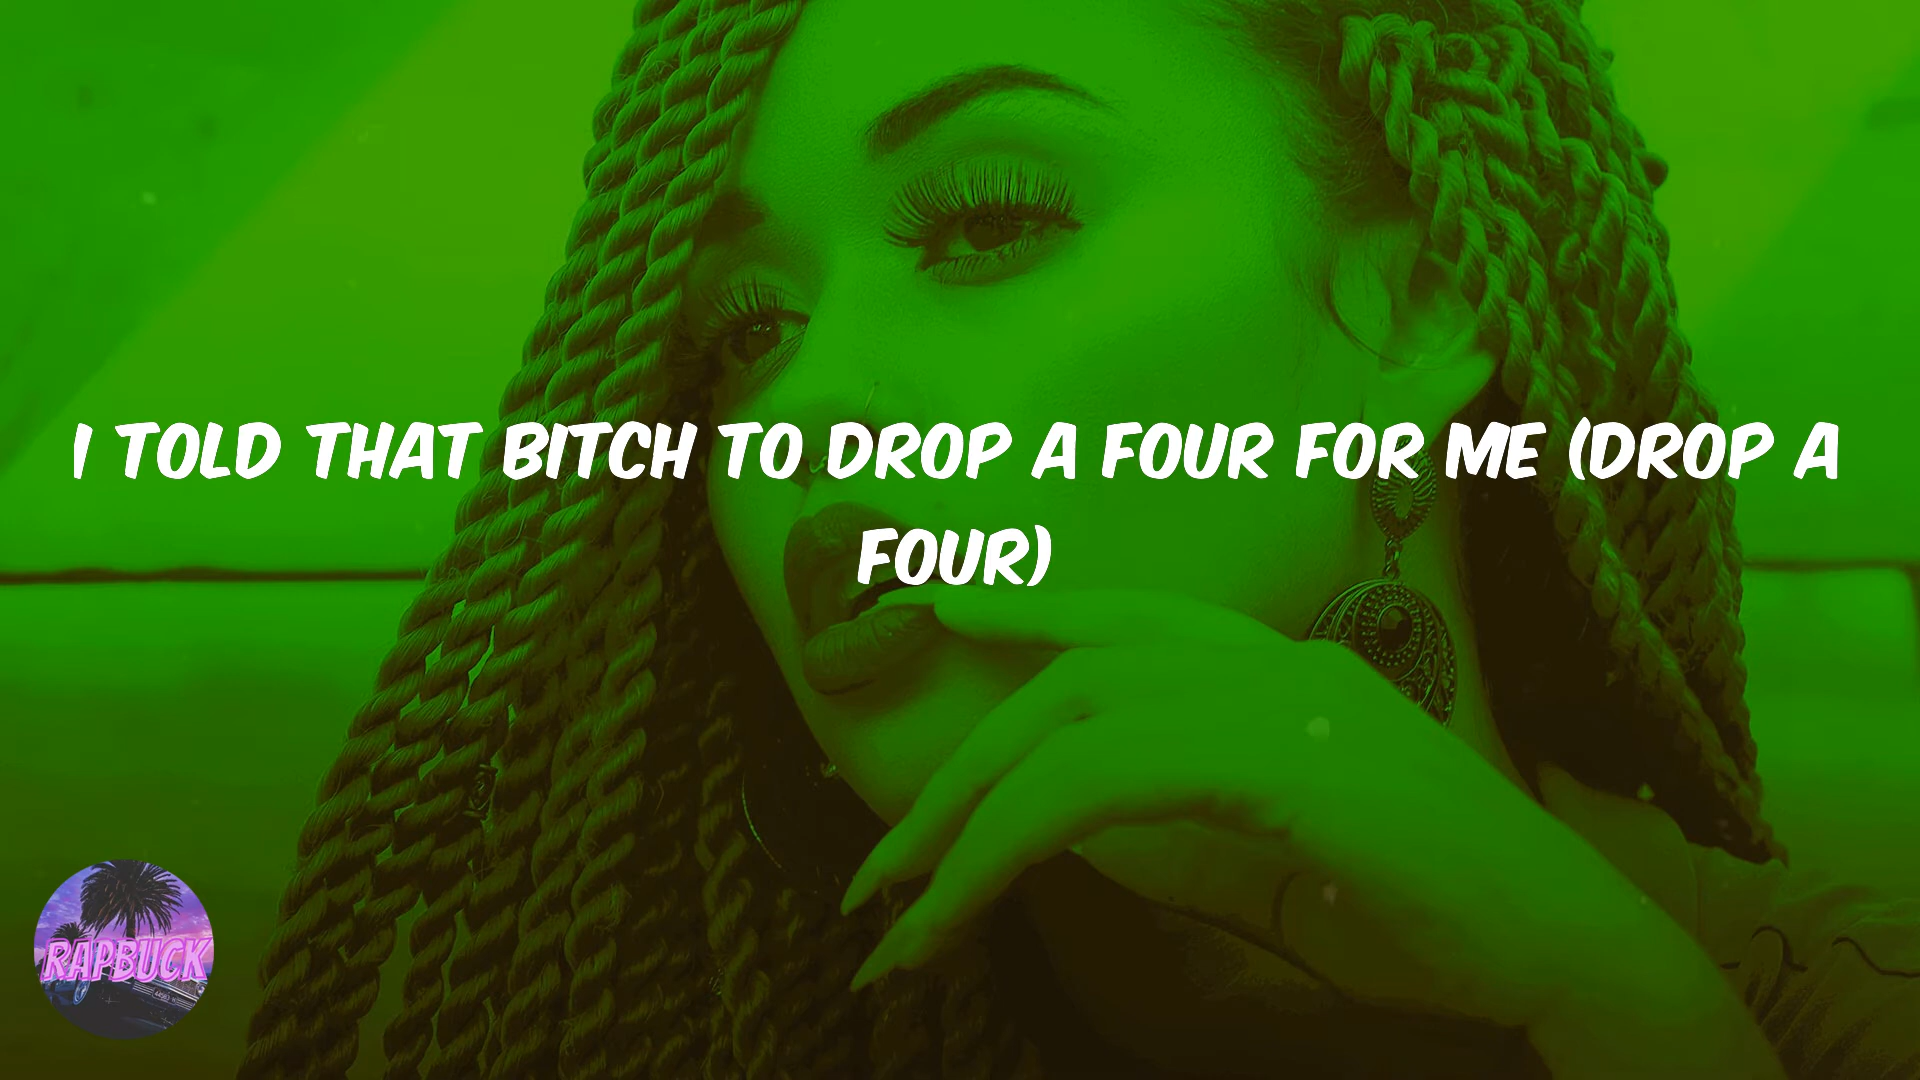 I TOLD THAT BITCH TO DROP A FOUR FOR ME (DROP A
FOUR)
RAPBUCK